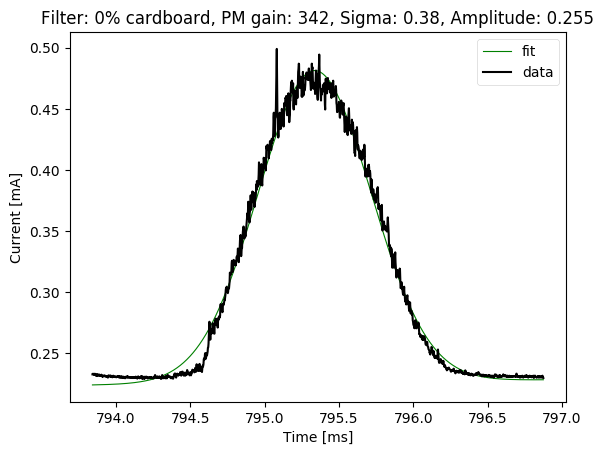 Filter: 0% cardboard, PM gain: 342, Sigma: 0.38, Amplitude: 0.255
fit
data
Current [mA]
0.50
0.45
0.40
0.35
0.30
0.25
794.0 794.5 795.0 795.5 796.0 796.5 797.0
Time [ms]